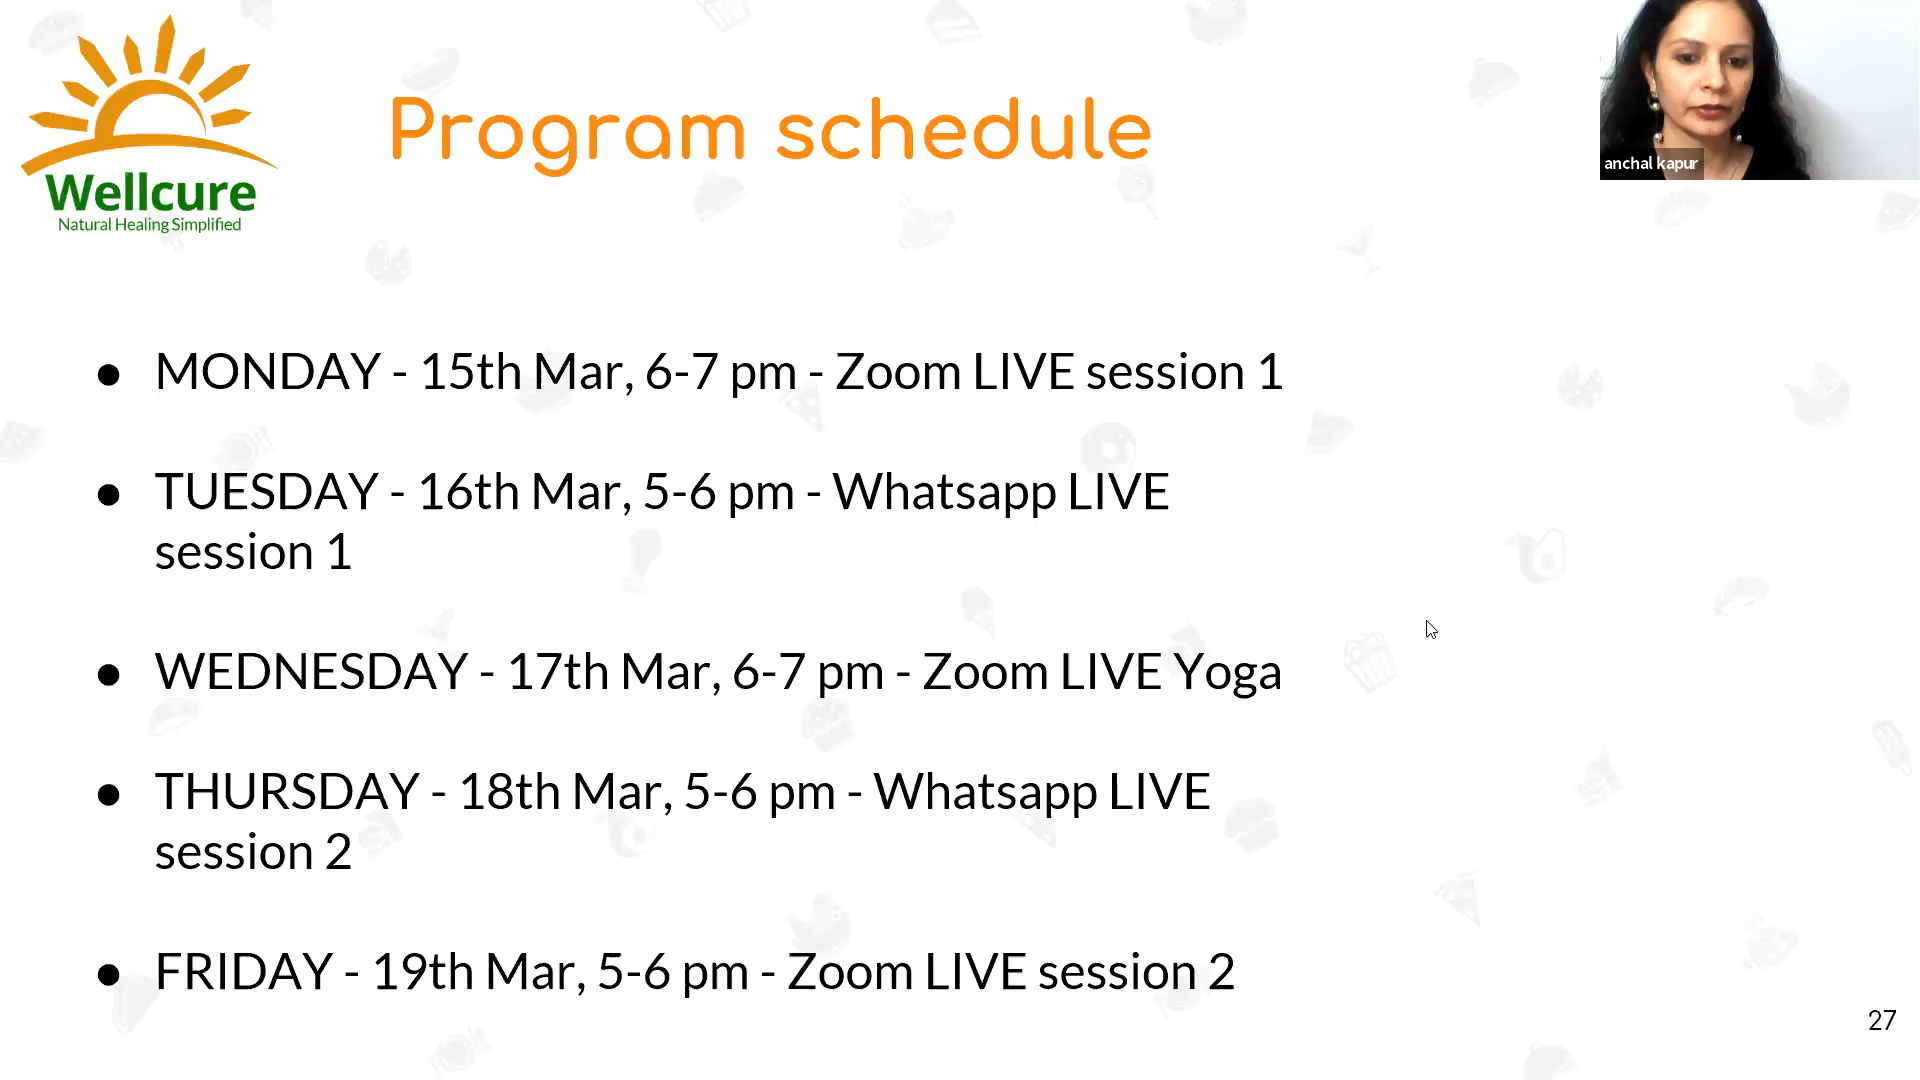 Wellcure
Natural Healing Simplified
Program schedule
anchal kapur
● MONDAY - 15th Mar, 6-7 pm - Zoom LIVE session 1
● TUESDAY - 16th Mar, 5-6 pm - Whatsapp LIVE
session 1
● WEDNESDAY - 17th Mar, 6-7 pm - Zoom LIVE Yoga
● THURSDAY - 18th Mar, 5-6 pm - Whatsapp LIVE
session 2
● FRIDAY - 19th Mar, 5-6 pm - Zoom LIVE session 2
27